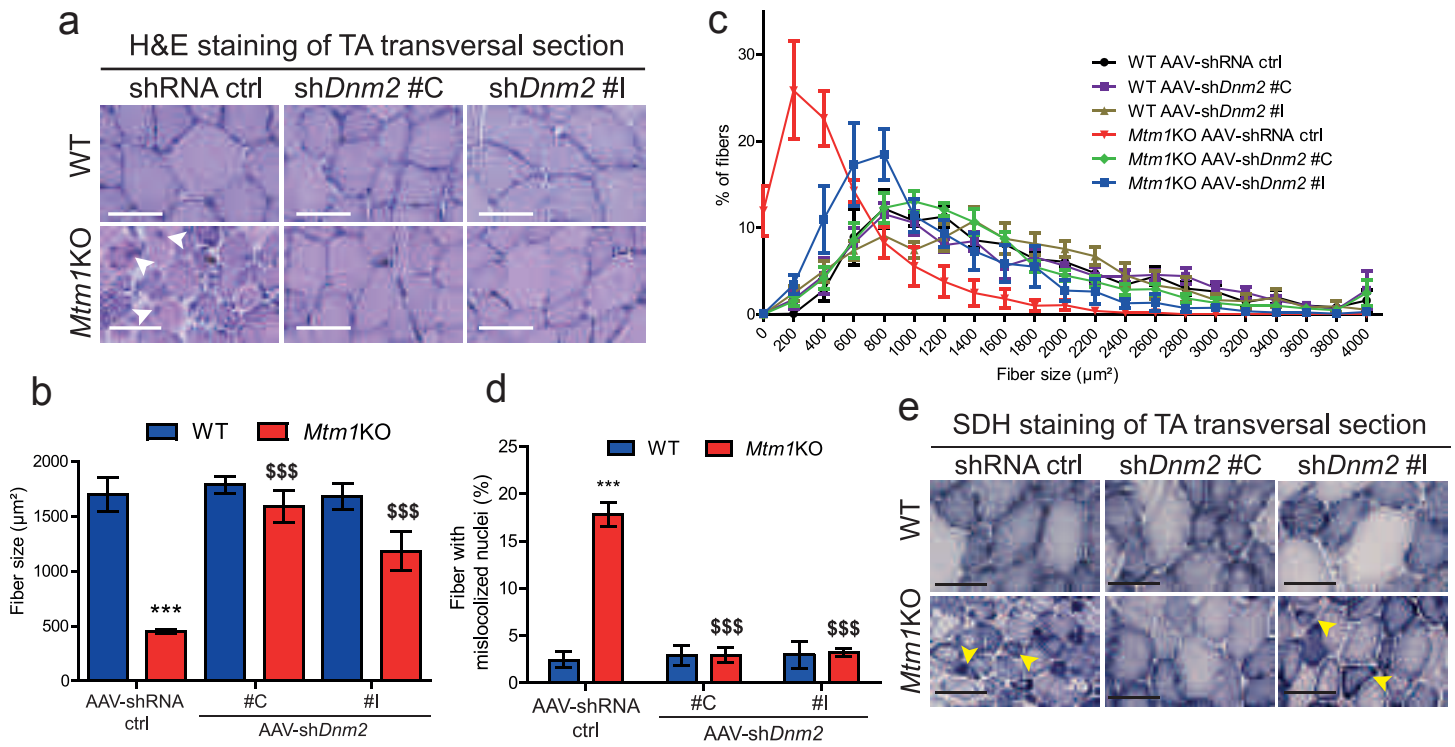 a
H&E staining of TA transversal section
shRNA ctrl shDnm2 #C shDnm2 #I
WT
Mtm1KO
c
% of fibers
30
20
10
0
0 200 400 600 800 1000 1200 1400 1600 1800 2000 2200 2400 2600 2800 3000 3200 3400 3600 3800 4000
Fiber size (µm²)
WT AAV-shRNA ctrl
WT AAV-shDnm2 #C
WT AAV-shDnm2 #I
Mtm1KO AAV-shRNA ctrl
Mtm1KO AAV-shDnm2 #C
Mtm1KO AAV-shDnm2 #I
b
WT Mtm1KO
Fiber size (µm²)
2000
1500
1000
500
0
***
$$$
$$$
AAV-shRNA
ctrl
#C #I
AAV-shDnm2
d
WT Mtm1KO
Fiber with
mislocolized nuclei (%)
25
20
15
10
5
0
***
$$$
$$$
AAV-shRNA
ctrl
#C #I
AAV-shDnm2
e
SDH staining of TA transversal section
shRNA ctrl shDnm2 #C shDnm2 #I
WT
Mtm1KO